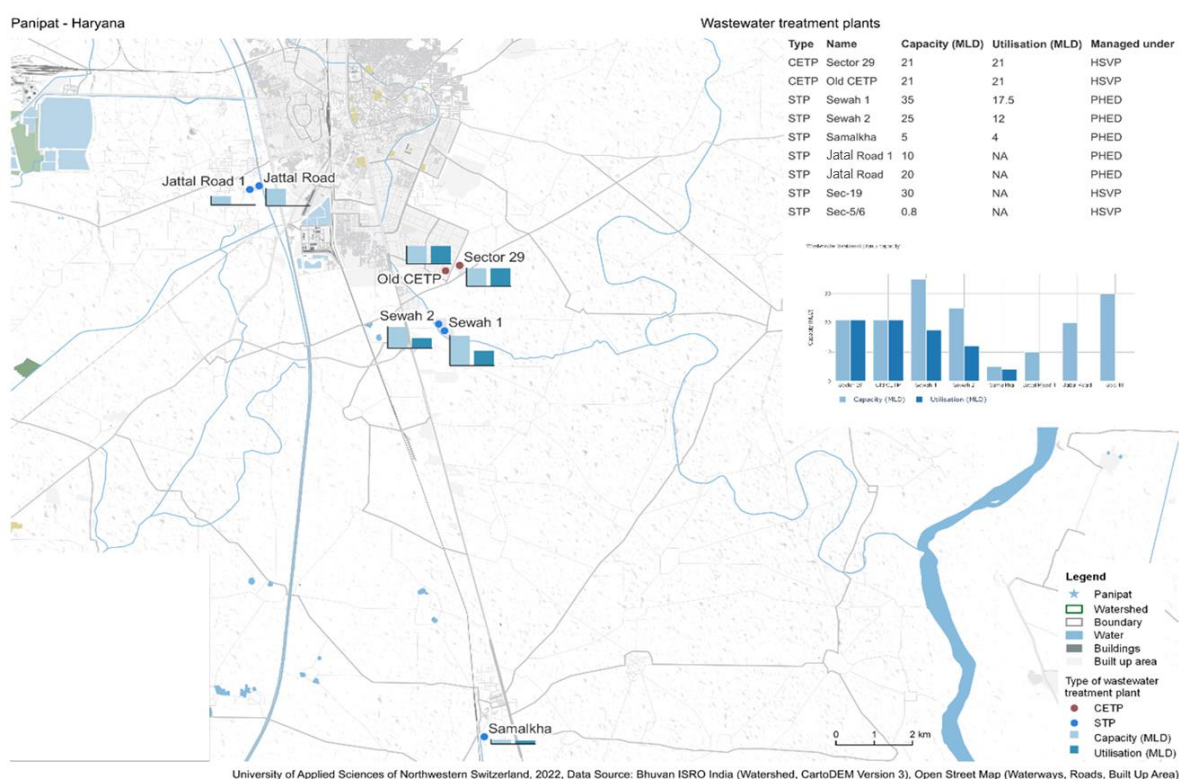 Panipat - Haryana
Wastewater treatment plants
Type Name Capacity (MLD) Utilisation (MLD) Managed under
CETP Sector 29 21 21 HSVP
CETP Old CETP 21 21 HSVP
STP Sewah 1 35 17.5 PHED
STP Sewah 2 25 12 PHED
STP Samalkha 5 4 PHED
STP Jatal Road 1 10 NA PHED
STP Jatal Road 20 NA PHED
STP Sec-19 30 NA HSVP
STP Sec-5/6 0.8 NA HSVP
Jattal Road 1
Jattal Road
Sector 29
Old CETP
Sewah 2
Sewah 1
Capacity (MLD) Utilisation (MLD)
Legend
Panipat
Watershed
Boundary
Water
Buildings
Built up area
Type of wastewater
treatment plant
CETP
STP
Capacity (MLD)
Utilisation (MLD)
Samalkha
0 1 2 km
University of Applied Sciences of Northwestern Switzerland, 2022, Data Source: Bhuvan ISRO India (Watershed, CartoDEM Version 3), Open Street Map (Waterways, Roads, Built Up Area)